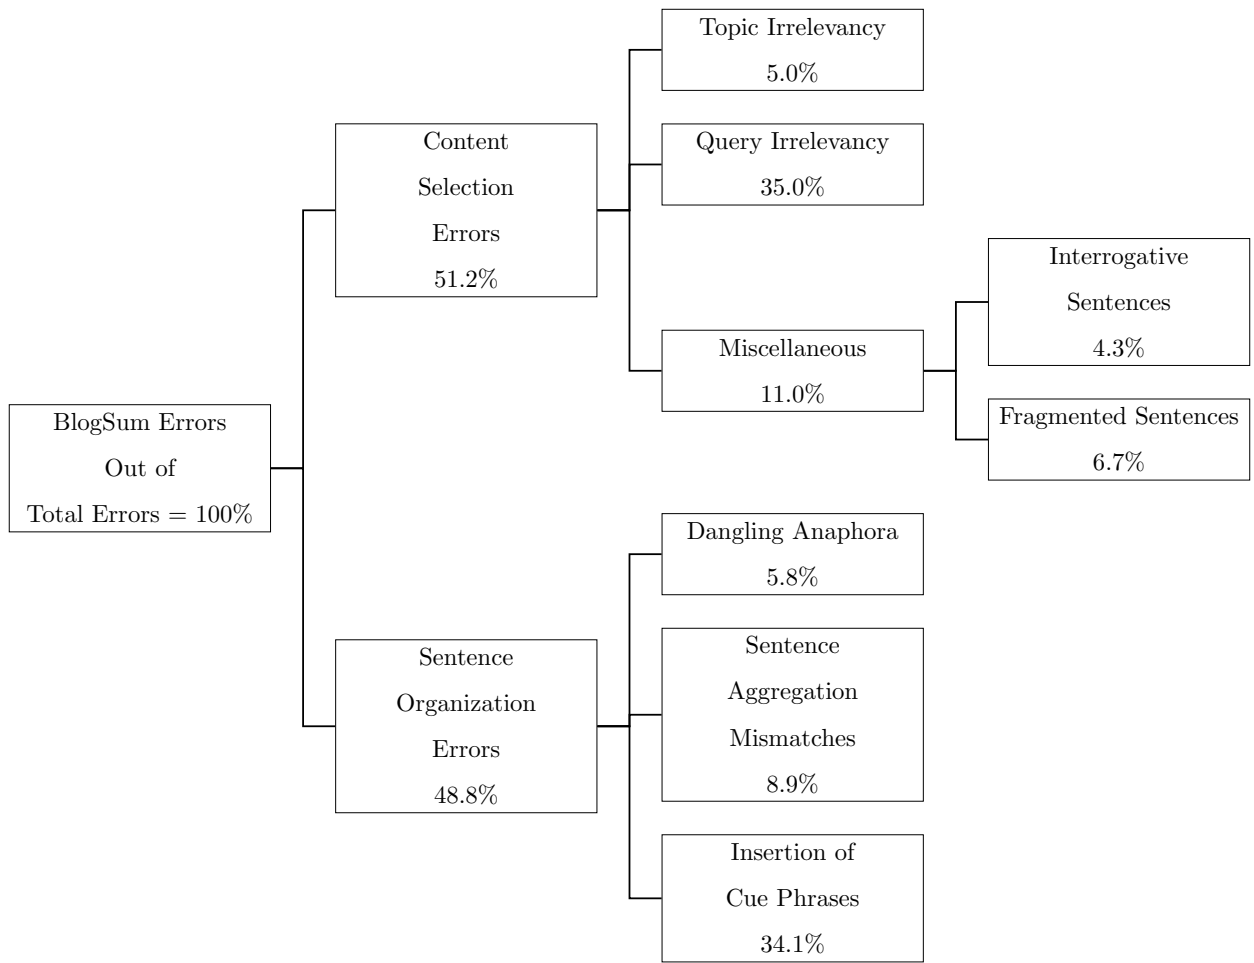 BlogSum Errors
Out of
Total Errors = 100%
Content
Selection
Errors
51.2%
Topic Irrelevancy
5.0%
Query Irrelevancy
35.0%
Miscellaneous
11.0%
Interrogative
Sentences
4.3%
Fragmented Sentences
6.7%
Sentence
Organization
Errors
48.8%
Dangling Anaphora
5.8%
Sentence
Aggregation
Mismatches
8.9%
Insertion of
Cue Phrases
34.1%